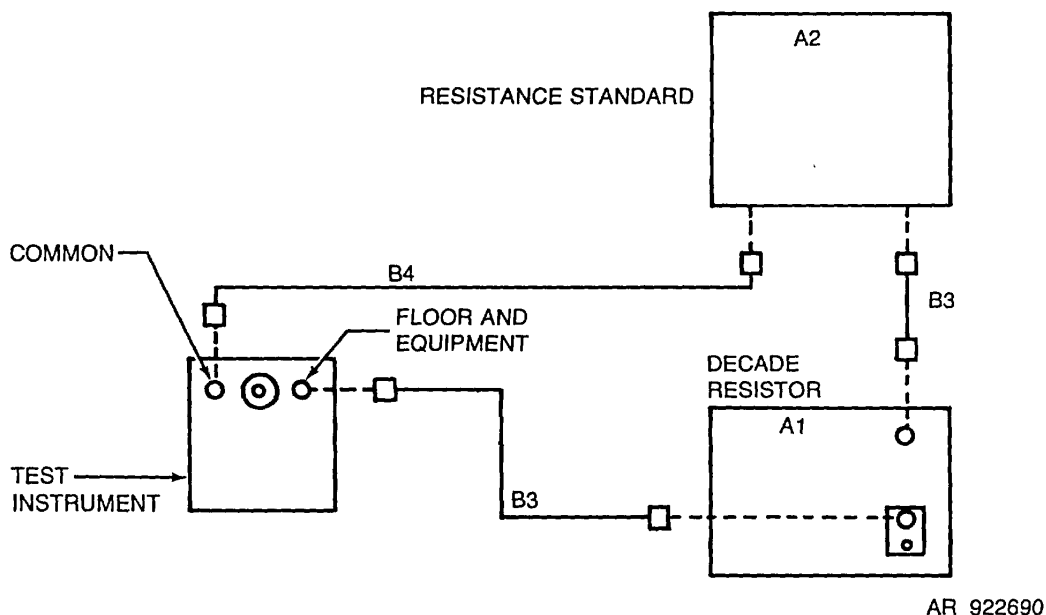 A2
RESISTANCE STANDARD
COMMON
B4
B3
FLOOR AND
EQUIPMENT
DECADE
RESISTOR
A1
TEST
INSTRUMENT
B3
AR 922690